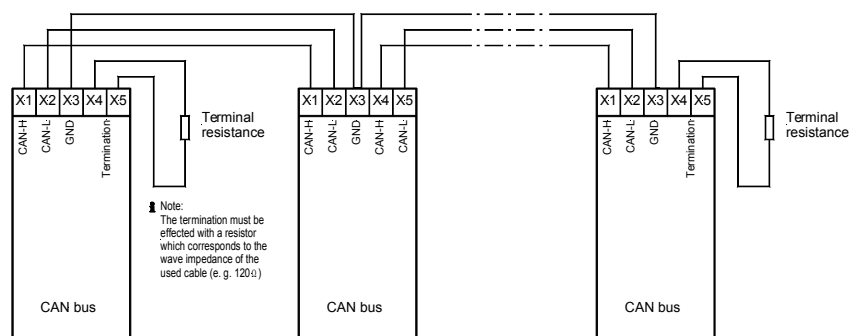 X1 X2 X3 X4 X5
CAN-H
CAN-L
GND
Termination
Terminal
resistance
Note:
The termination must be
effected with a resistor
which corresponds to the
wave impedance of the
used cable (e. g. 120Ω)
CAN bus
X1 X2 X3 X4 X5
CAN-H
CAN-L
GND
CAN-H
CAN-L
CAN bus
X1 X2 X3 X4 X5
CAN-H
CAN-L
GND
Termination
Terminal
resistance
CAN bus